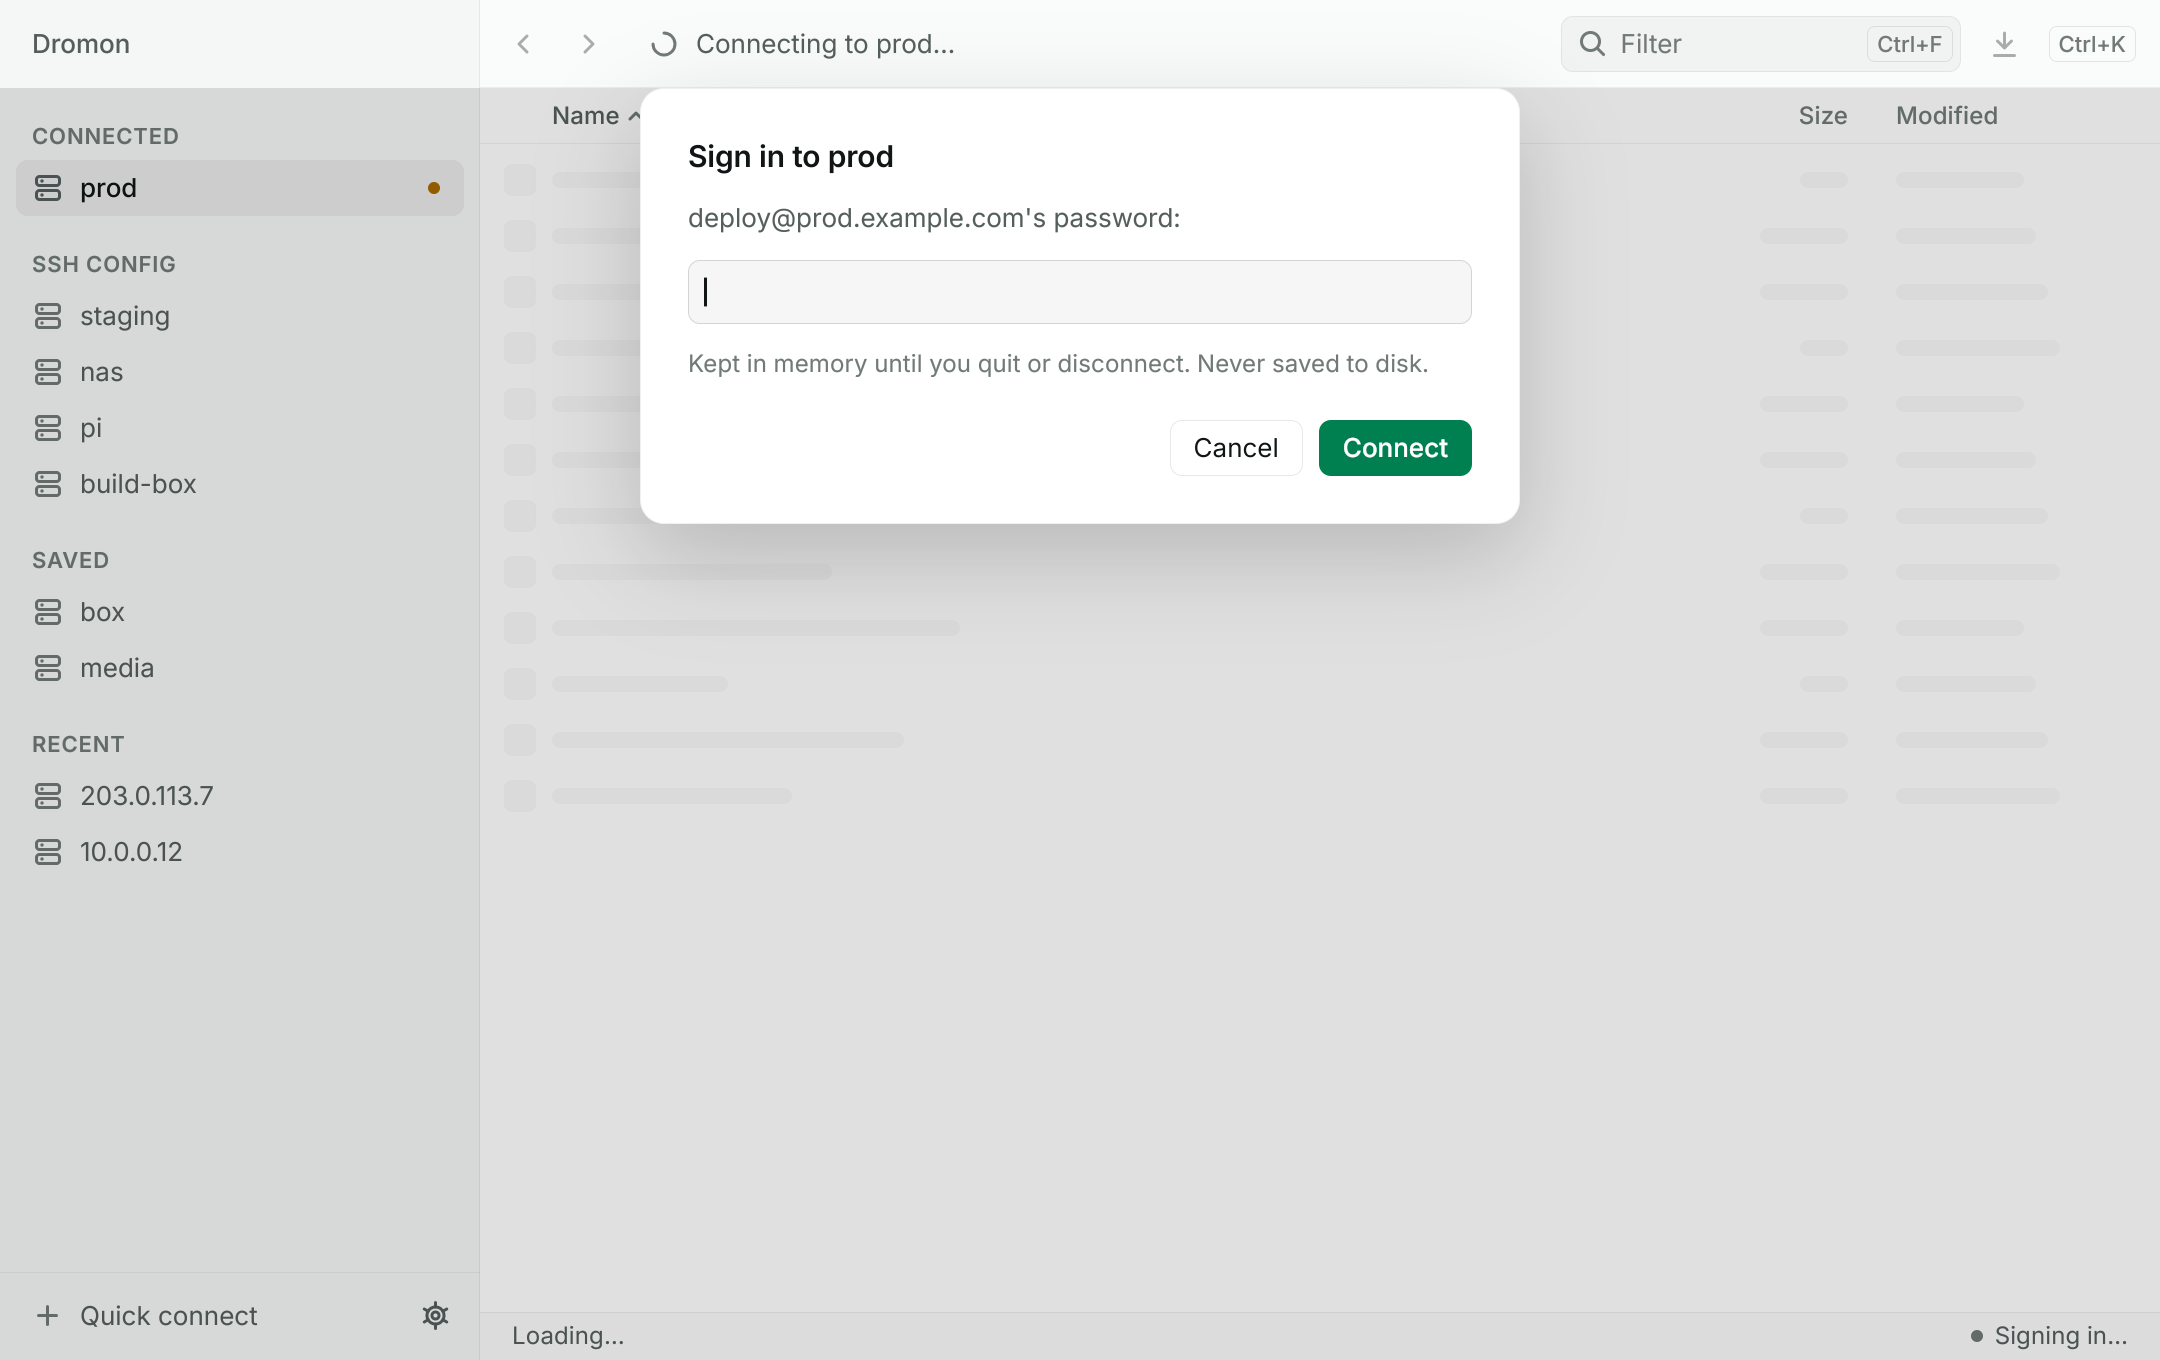 Dromon
Connecting to prod...
Filter
Ctrl+F
Ctrl+K
CONNECTED
prod
SSH CONFIG
staging
nas
pi
build-box
SAVED
box
media
RECENT
203.0.113.7
10.0.0.12
Quick connect
Name
Size
Modified
Sign in to prod
deploy@prod.example.com's password:
Kept in memory until you quit or disconnect. Never saved to disk.
Cancel
Connect
Loading...
Signing in...